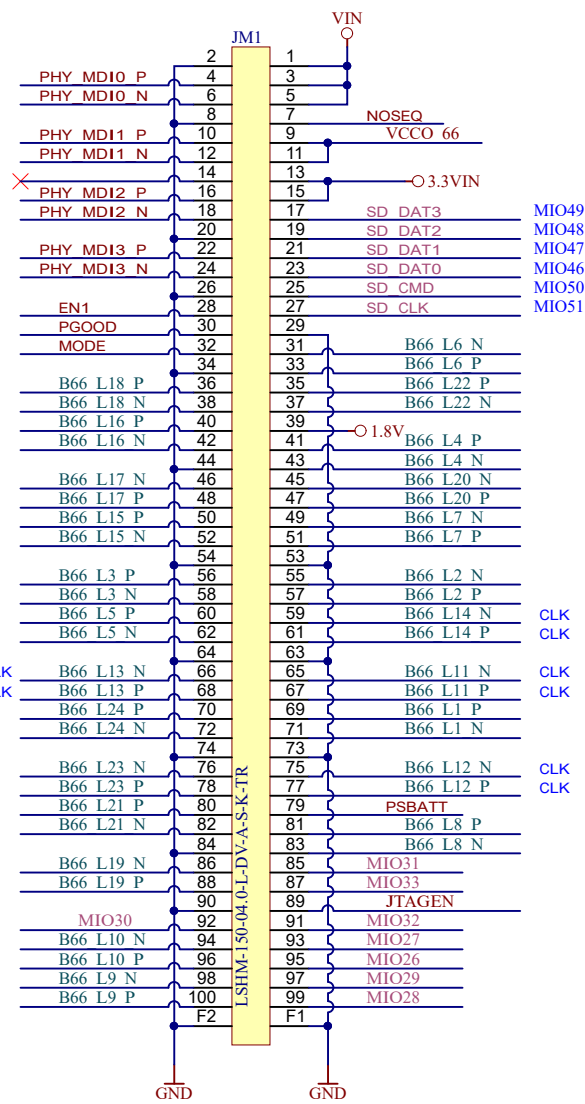 VIN
JM1
2 1
PHY_MDI0_P 4 3
PHY_MDI0_N 6 5
8 7 NOSEQ
PHY_MDI1_P 10 9 VCCO_66
PHY_MDI1_N 12 11
14 13 3.3VIN
PHY_MDI2_P 16 15
PHY_MDI2_N 18 17 SD_DAT3 MIO49
20 19 SD_DAT2 MIO48
PHY_MDI3_P 22 21 SD_DAT1 MIO47
PHY_MDI3_N 24 23 SD_DAT0 MIO46
26 25 SD_CMD MIO50
EN1 28 27 SD_CLK MIO51
PGOOD 30 29
MODE 32 31 B66_L6_N
34 33 B66_L6_P
B66_L18_P 36 35 B66_L22_P
B66_L18_N 38 37 B66_L22_N
B66_L16_P 40 39 1.8V
B66_L16_N 42 41 B66_L4_P
44 43 B66_L4_N
B66_L17_N 46 45 B66_L20_N
B66_L17_P 48 47 B66_L20_P
B66_L15_P 50 49 B66_L7_N
B66_L15_N 52 51 B66_L7_P
54 53
B66_L3_P 56 55 B66_L2_N
B66_L3_N 58 57 B66_L2_P
B66_L5_P 60 59 B66_L14_N CLK
B66_L5_N 62 61 B66_L14_P CLK
64 63
LK B66_L13_N 66 65 B66_L11_N CLK
LK B66_L13_P 68 67 B66_L11_P CLK
B66_L24_P 70 69 B66_L1_P
B66_L24_N 72 71 B66_L1_N
74 73
B66_L23_N 76 75 B66_L12_N CLK
B66_L23_P 78 77 B66_L12_P CLK
B66_L21_P 80 79 PSBATT
B66_L21_N 82 81 B66_L8_P
84 83 B66_L8_N
B66_L19_N 86 85 MIO31
B66_L19_P 88 87 MIO33
90 89 JTAGEN
MIO30 92 91 MIO32
B66_L10_N 94 93 MIO27
B66_L10_P 96 95 MIO26
B66_L9_N 98 97 MIO29
B66_L9_P 100 99 MIO28
F2 F1
LSHM-150-04.0-L-DV-A-S-K-TR
GND GND